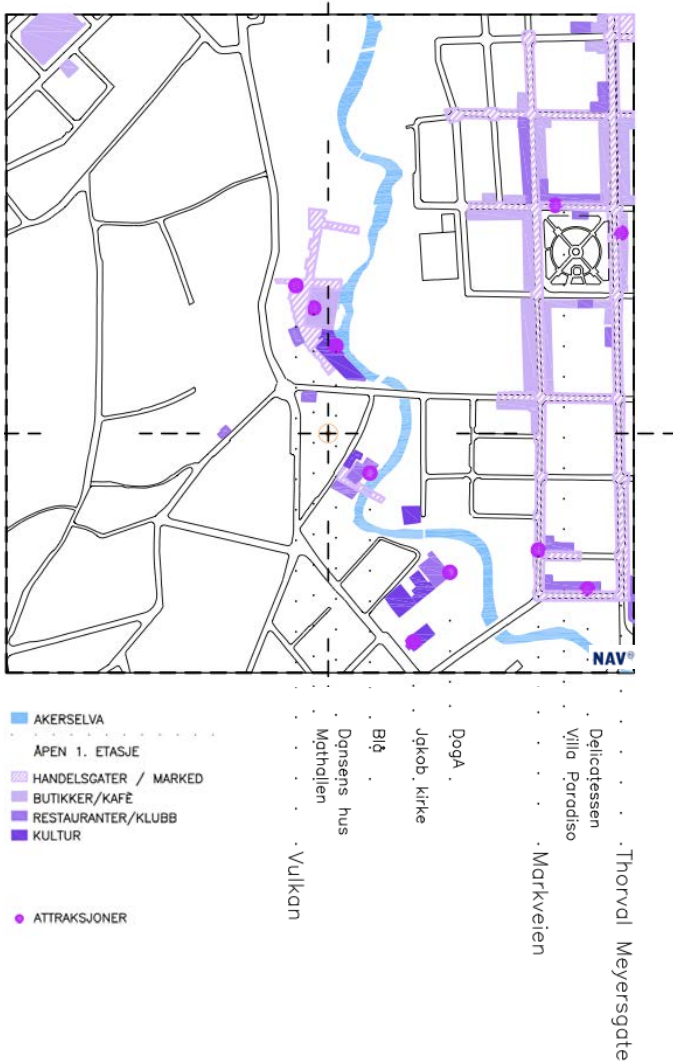 NAV®
AKERSELVA
ÅPEN 1. ETASJE
HANDELSGATER / MARKED
BUTIKKER/KAFÈ
RESTAURANTER/KLUBB
KULTUR
ATTRAKSJONER
Vulkan
Mathallen
Dansens hus
Blå
Jakob kirke
DogA
Markveien
Villa Paradiso
Delicatessen
Thorval Meyersgate